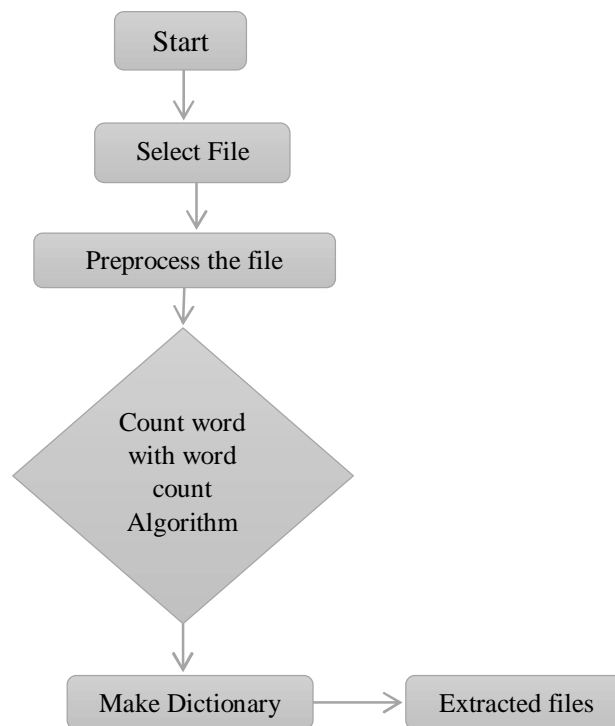 Start
Select File
Preprocess the file
Count word
with word
count
Algorithm
Make Dictionary
Extracted files